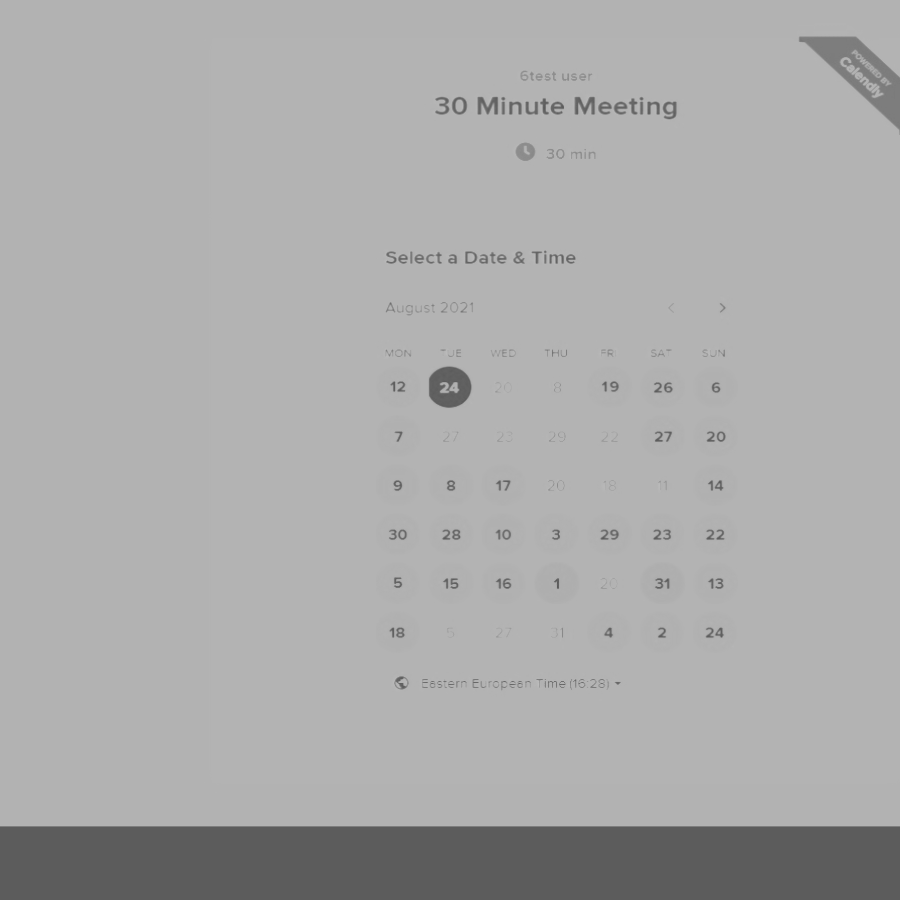 6test user
30 Minute Meeting
30 min
POWERED BY
Calendly
Select a Date & Time
August 2021
MON TUE WED THU FRI SAT SUN
12 24 20 8 19 26 6
7 27 23 29 22 27 20
9 8 17 20 18 11 14
30 28 10 3 29 23 22
5 15 16 1 20 31 13
18 5 27 31 4 2 24
Eastern European Time (16:28)